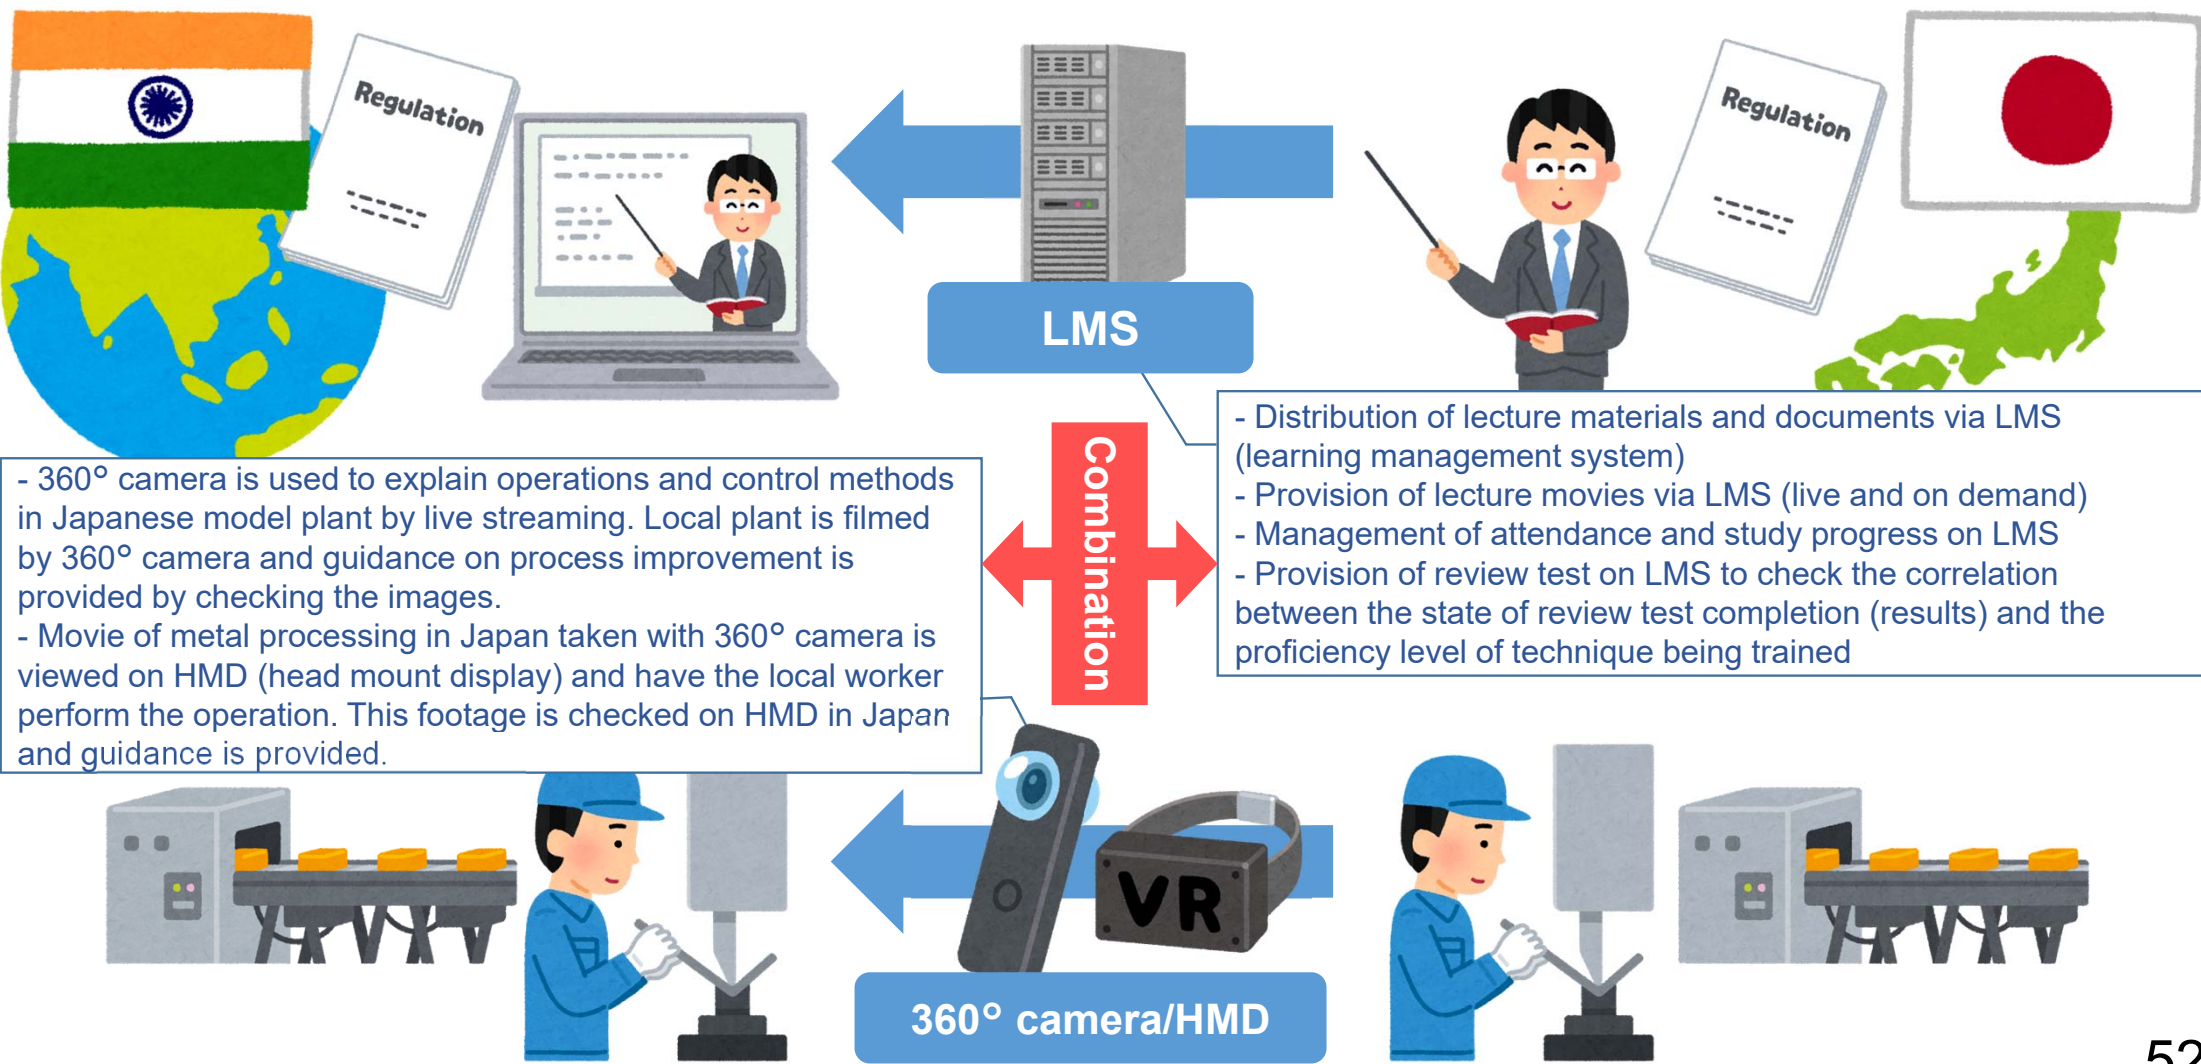 Regulation
Regulation
LMS
- Distribution of lecture materials and documents via LMS
(learning management system)
- Provision of lecture movies via LMS (live and on demand)
- Management of attendance and study progress on LMS
- Provision of review test on LMS to check the correlation
between the state of review test completion (results) and the
proficiency level of technique being trained
Combination
- 360° camera is used to explain operations and control methods
in Japanese model plant by live streaming. Local plant is filmed
by 360° camera and guidance on process improvement is
provided by checking the images.
- Movie of metal processing in Japan taken with 360° camera is
viewed on HMD (head mount display) and have the local worker
perform the operation. This footage is checked on HMD in Japan
and guidance is provided.
VR
360° camera/HMD
52